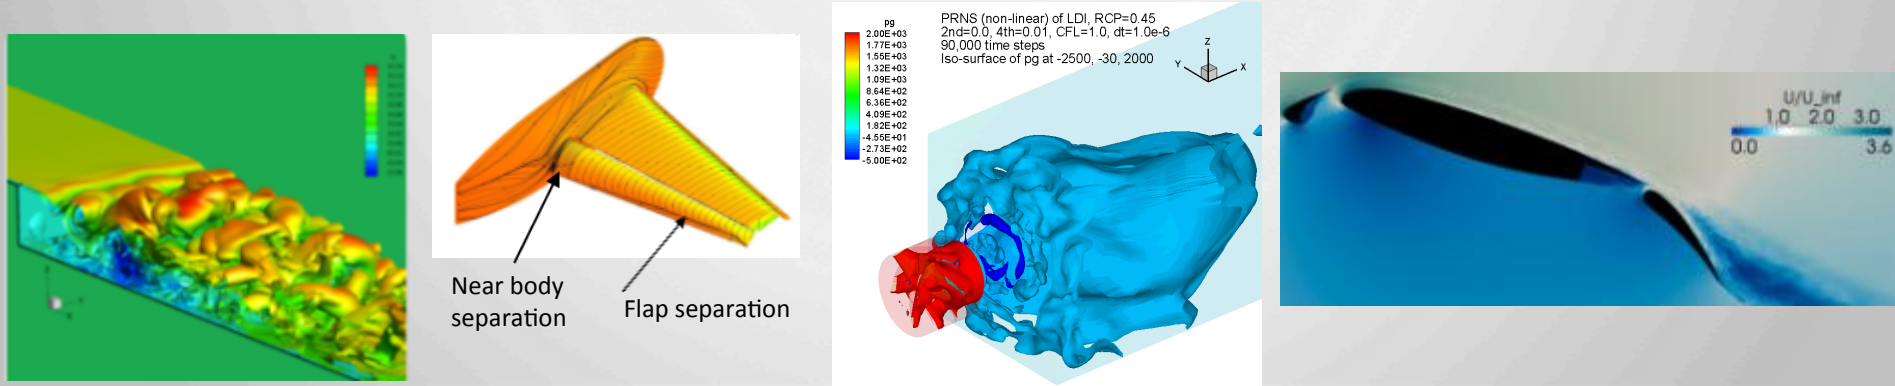 Near body
separation
Flap separation
pg
2.00E+03
1.77E+03
1.55E+03
1.32E+03
1.09E+03
8.64E+02
6.36E+02
4.09E+02
1.82E+02
-4.55E+01
-2.73E+02
-5.00E+02
PRNS (non-linear) of LDI, RCP=0.45
2nd=0.0, 4th=0.01, CFL=1.0, dt=1.0e-6
90,000 time steps
Iso-surface of pg at -2500, -30, 2000
Z
Y
X
U/U_inf
1.0 2.0 3.0
0.0 3.6